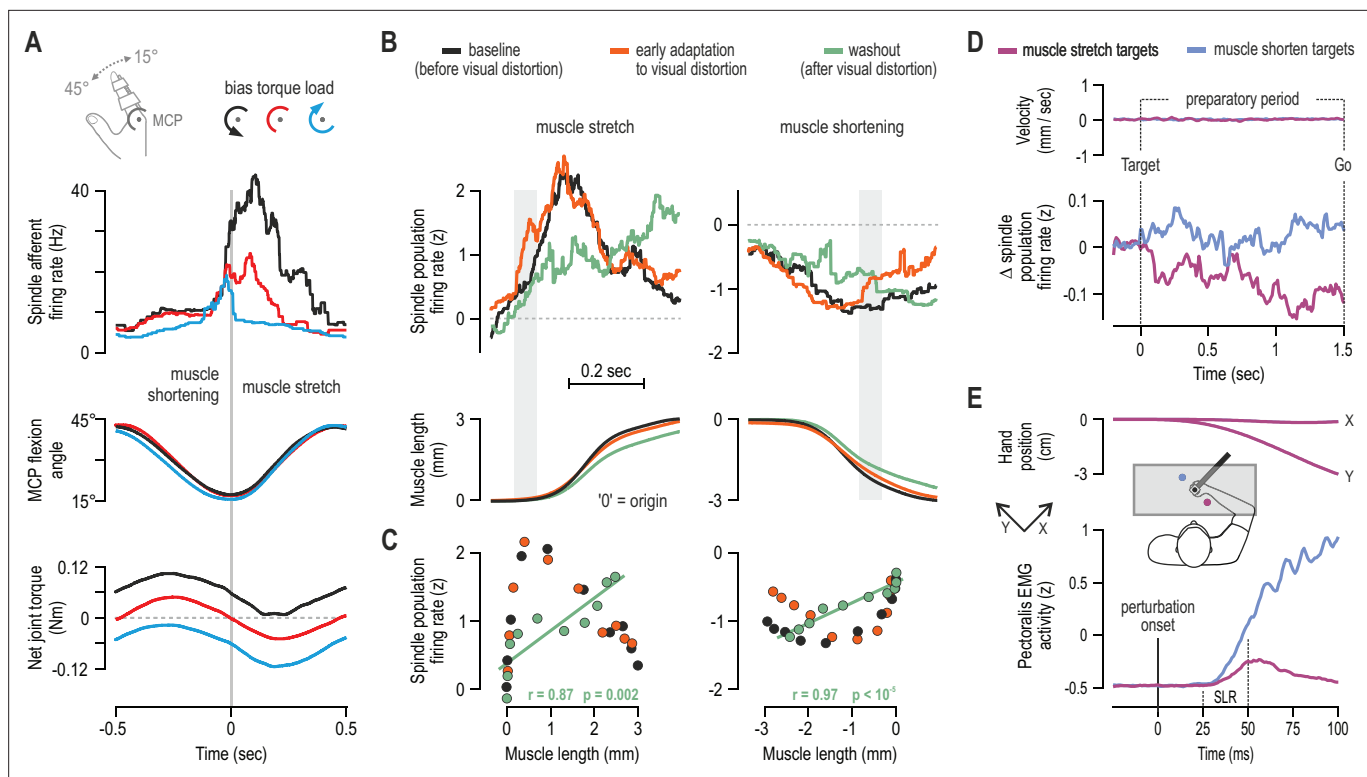 A
15°
45°
MCP
bias torque load
Spindle afferent
firing rate (Hz)
40
0
muscle
shortening
muscle stretch
MCP flexion
angle
45°
15°
Net joint torque
(Nm)
0.12
0
-0.12
-0.5
0
0.5
Time (sec)
B
baseline
(before visual distortion)
early adaptation
to visual distortion
washout
(after visual distortion)
muscle stretch
muscle shortening
Spindle population
firing rate (z)
2
1
0
0
-1
-2
0.2 sec
Muscle length
(mm)
3
0
'0' = origin
0
-3
C
Spindle population
firing rate (z)
2
1
0
r = 0.87 p = 0.002
0
1
2
3
Muscle length (mm)
0
-1
-2
r = 0.97 p < 10⁻⁵
-3
-2
-1
0
Muscle length (mm)
D
muscle stretch targets
muscle shorten targets
Velocity
(mm / sec)
1
0
-1
preparatory period
Target
Go
Δ spindle
population
firing rate (z)
0.1
0
-0.1
0
0.5
1.0
1.5
Time (sec)
E
Hand
position
(cm)
0
-3
X
Y
Y
X
Pectoralis EMG
activity (z)
1
0.5
0
-0.5
perturbation
onset
SLR
0
25
50
75
100
Time (ms)